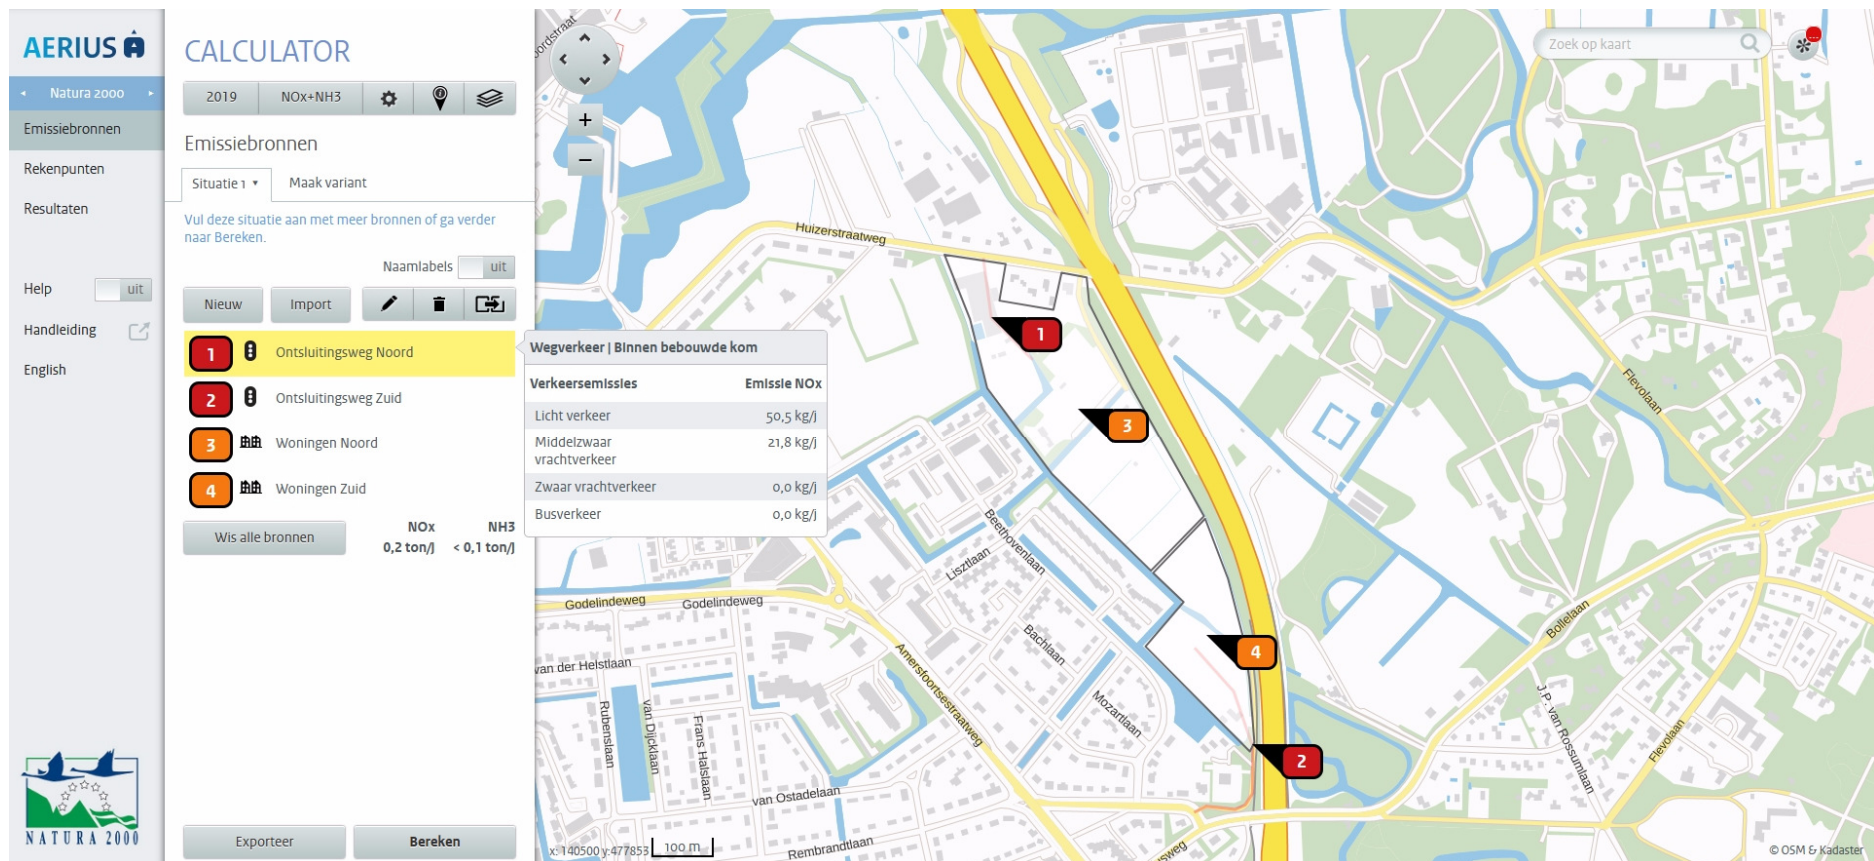 AERIUS
Natura 2000
Emissiebronnen
Rekenpunten
Resultaten
Help
uit
Handleiding
English
NATURA 2000
CALCULATOR
2019
NOx+NH3
Emissiebronnen
Situatie 1
Maak variant
Vul deze situatie aan met meer bronnen of ga verder
naar Bereken.
Naamlabels
uit
Nieuw
Import
1
Ontsluitingsweg Noord
2
Ontsluitingsweg Zuid
3
Woningen Noord
4
Woningen Zuid
Wis alle bronnen
NOx NH3
0,2 ton/j < 0,1 ton/j
Exporteer
Bereken
Wegverkeer | Binnen bebouwde kom
Verkeersemissies Emissie NOx
Licht verkeer 50,5 kg/j
Middelzwaar
vrachtverkeer 21,8 kg/j
Zwaar vrachtverkeer 0,0 kg/j
Busverkeer 0,0 kg/j
+
−
Zoek op kaart
Huizerstraatweg
1
3
4
2
Flevolaan
Beethovenlaan
Lisztlaan
Godelindeweg
Godelindeweg
Bachlaan
Bollelaan
van der Helstlaan
Amersfoortsestraatweg
Mozartlaan
Rubenslaan
van Dijcklaan
Frans Halslaan
J.P. van Rossumlaan
Flevolaan
van Ostadelaan
Rembrandtlaan
x: 140500 y:477853
100 m
© OSM & Kadaster